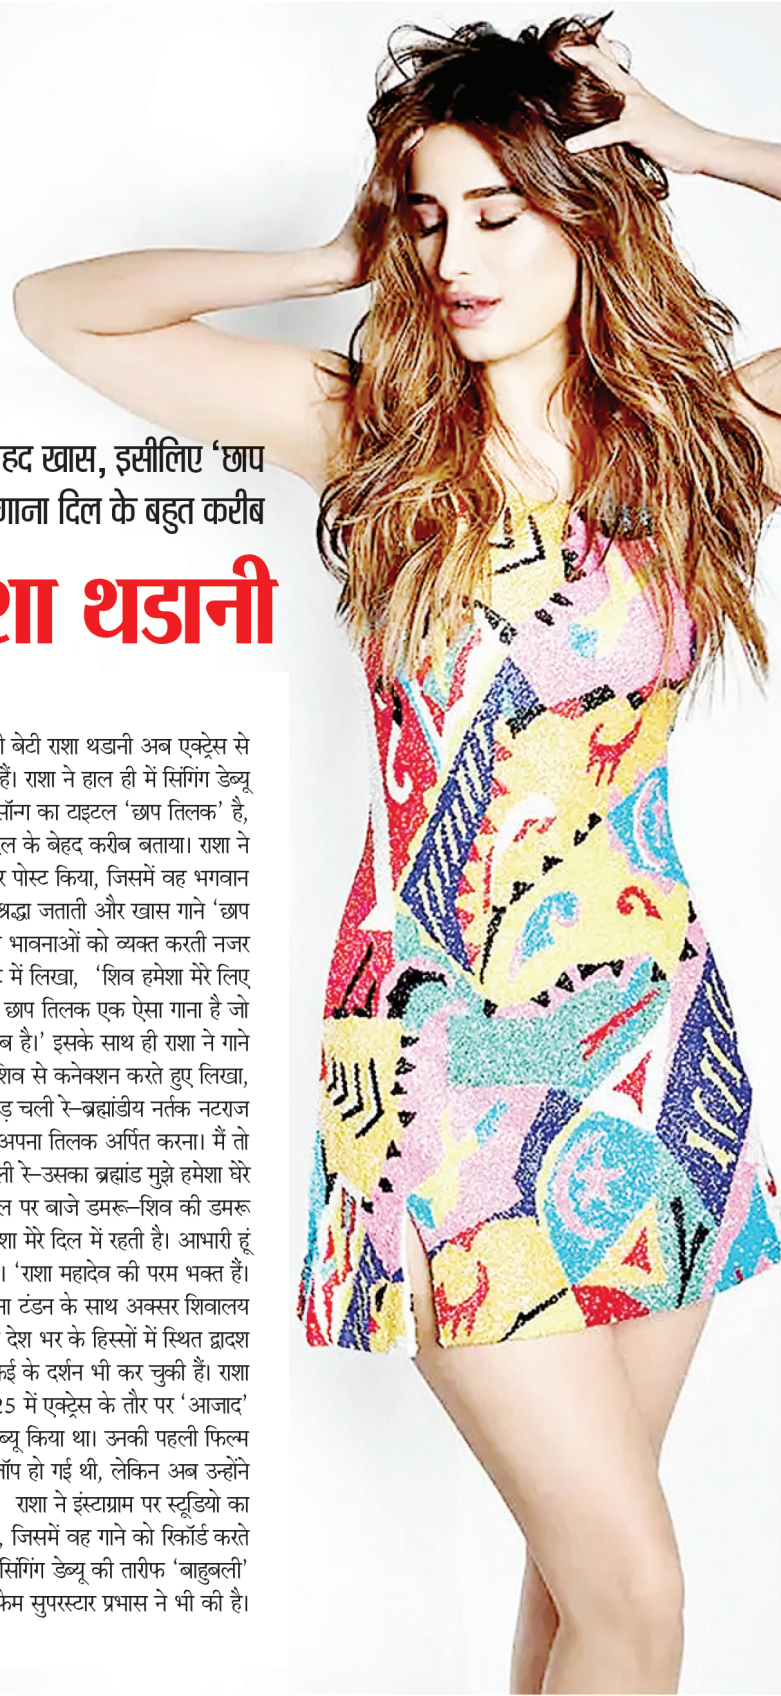 खास, इसीलिए ‘छाप
गाना दिल के बहुत करीब
थडानी
बेटी राशा थडानी अब एक्ट्रेस से
हैं। राशा ने हाल ही में सिंगिंग डेब्यू
सॉन्ग का टाइटल ‘छाप तिलक’ है,
के बेहद करीब बताया। राशा ने
पोस्ट किया, जिसमें वह भगवान
श्रद्धा जताती और खास गाने ‘छाप
भावनाओं को व्यक्त करती नजर
में लिखा, ‘शिव हमेशा मेरे लिए
छाप तिलक एक ऐसा गाना है जो
है।’ इसके साथ ही राशा ने गाने
शिव से कनेक्शन करते हुए लिखा,
चली रे–ब्रह्मांडीय नर्तक नटराज
अपना तिलक अर्पित करना। मैं तो
रे–उसका ब्रह्मांड मुझे हमेशा घेरे
पर बाजे डमरू–शिव की डमरू
मेरे दिल में रहती है। आभारी हूं
। ‘राशा महादेव की परम भक्त हैं।
टंडन के साथ अक्सर शिवालय
देश भर के हिस्सों में स्थित द्वादश
के दर्शन भी कर चुकी हैं। राशा
25 में एक्ट्रेस के तौर पर ‘आजाद’
किया था। उनकी पहली फिल्म
हो गई थी, लेकिन अब उन्होंने
राशा ने इंस्टाग्राम पर स्टूडियो का
, जिसमें वह गाने को रिकॉर्ड करते
सिंगिंग डेब्यू की तारीफ ‘बाहुबली’
फेम सुपरस्टार प्रभास ने भी की है।